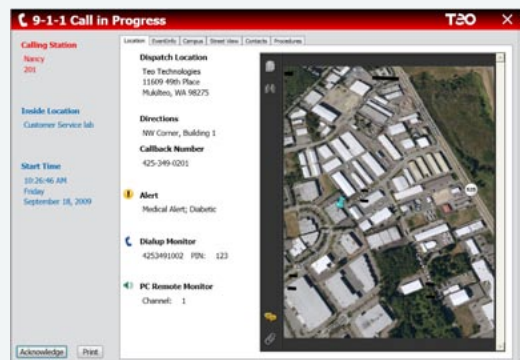 9-1-1 Call in Progress
TEO
Calling Station
Nancy
201
Inside Location
Customer Service lab
Start Time
10:26:46 AM
Friday
September 18, 2009
Location EventInfo Campus Street View Contacts Procedures
Dispatch Location
Teo Technologies
11609 49th Place
Mukilteo, WA 98275
Directions
NW Corner, Building 1
Callback Number
425-349-0201
Alert
Medical Alert; Diabetic
Dialup Monitor
4253491002 PIN: 123
PC Remote Monitor
Channel: 1
Acknowledge Print